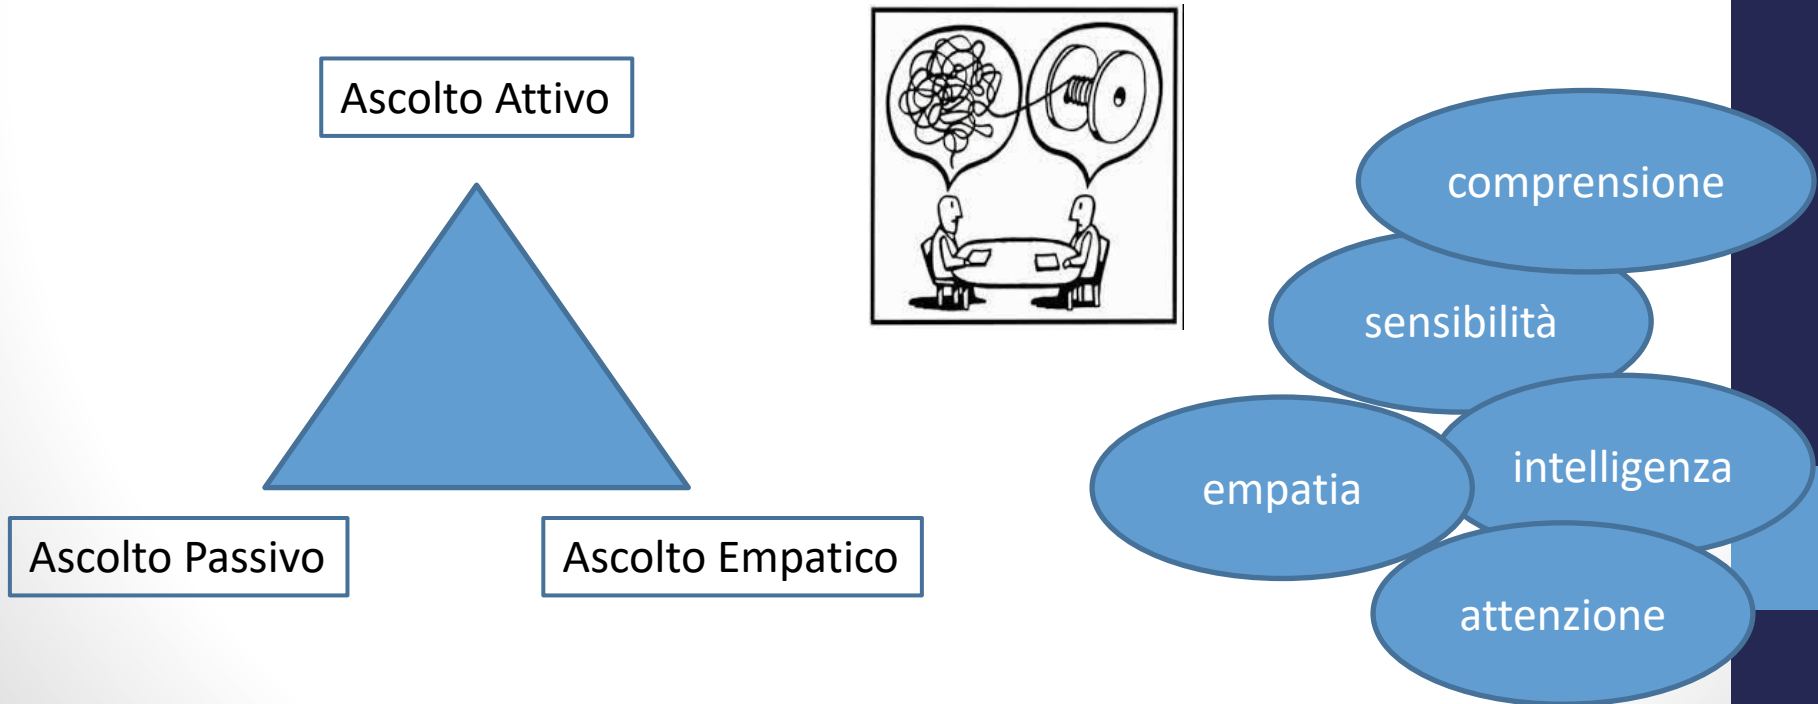 Ascolto Attivo
Ascolto Passivo
Ascolto Empatico
comprensione
sensibilità
intelligenza
empatia
attenzione